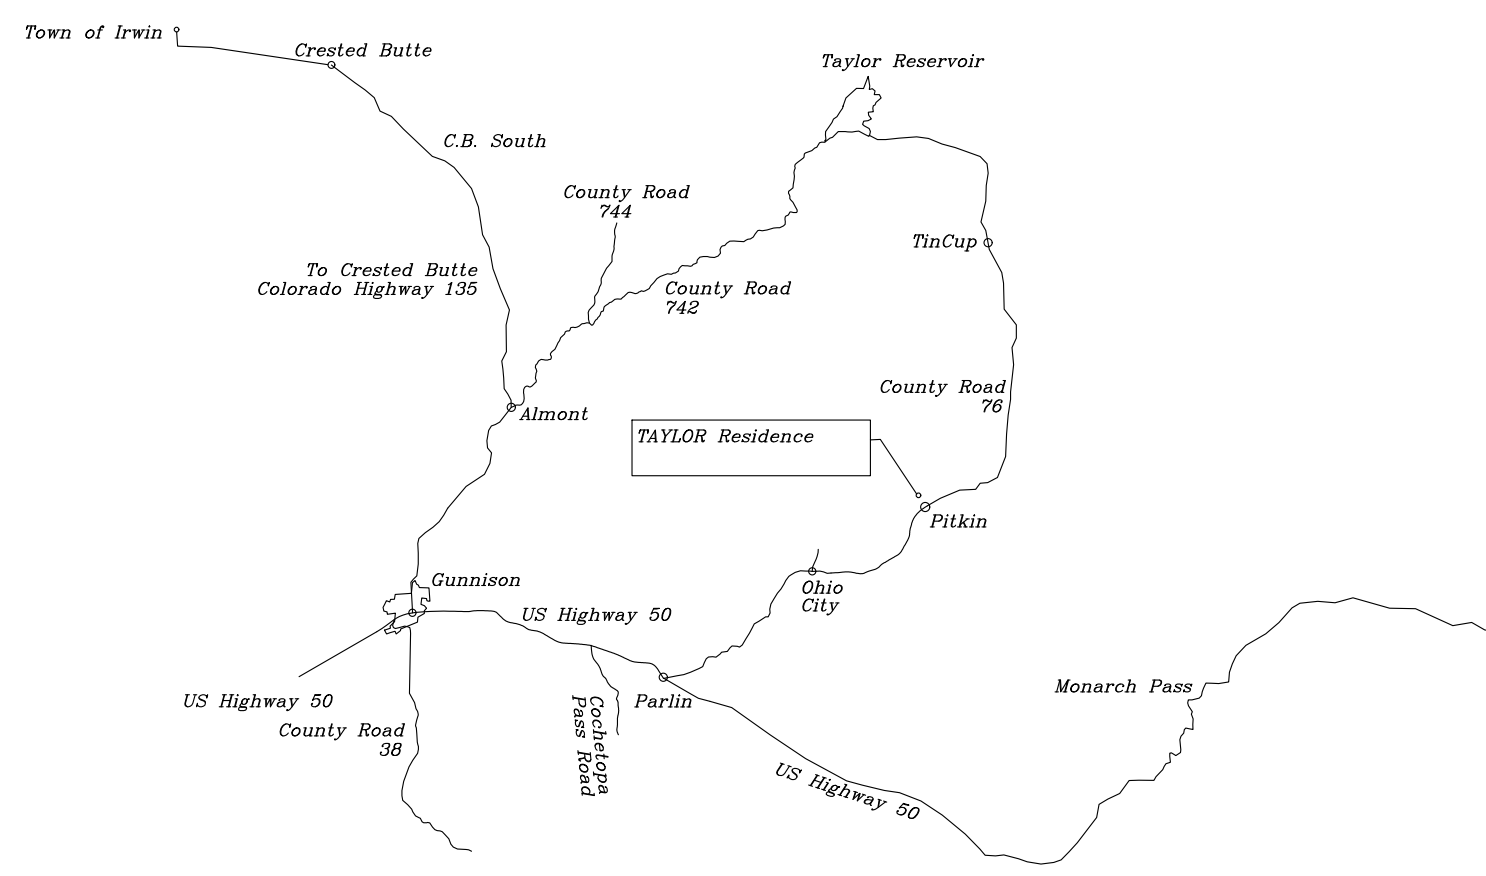 Town of Irwin
Crested Butte
Taylor Reservoir
C.B. South
County Road
744
TinCup
To Crested Butte
Colorado Highway 135
County Road
742
County Road
76
Almont
TAYLOR Residence
Pitkin
Gunnison
Ohio
City
US Highway 50
Monarch Pass
US Highway 50
Parlin
County Road
38
Cochetopa
Pass Road
US Highway 50